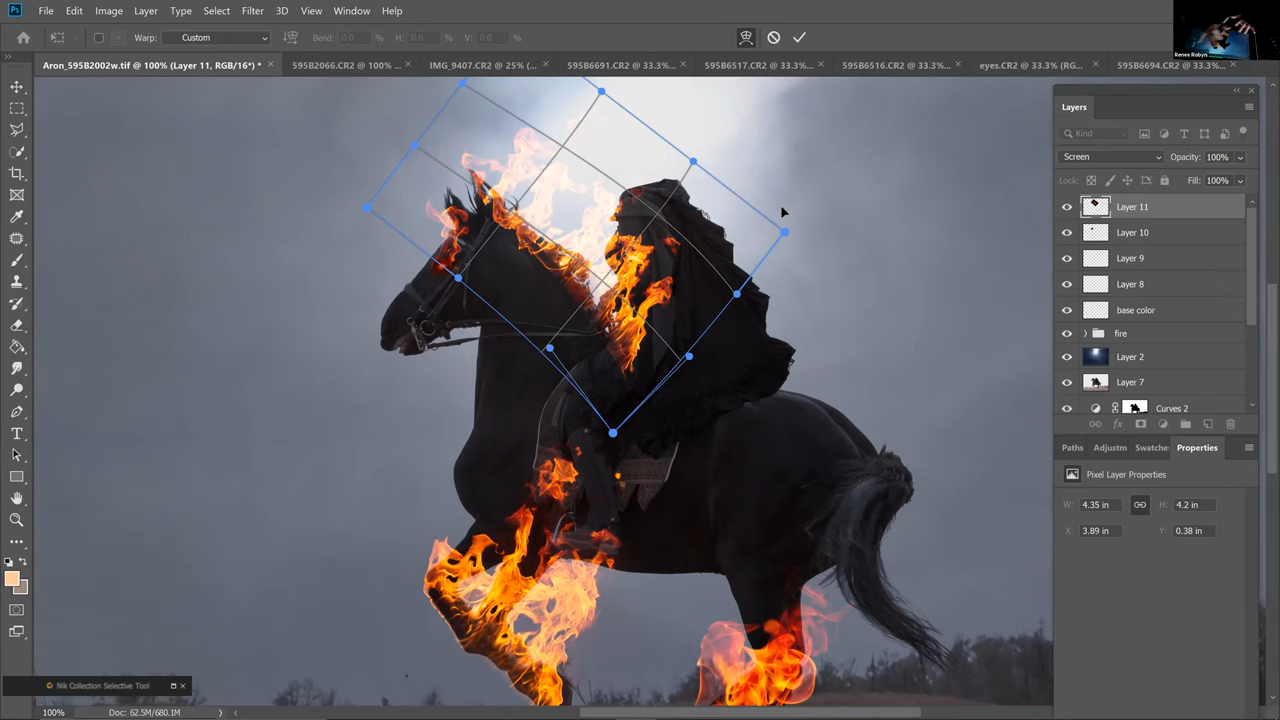 Ps File Edit Image Layer Type Select Filter 3D View Window Help
Renee Robyn
Warp: Custom Bend: 0.0 % H: 0.0 % V: 0.0 %
Aron_595B2002w.tif @ 100% (Layer 11, RGB/16*) * × 595B2066.CR2 @ 100% ... × IMG_9407.CR2 @ 25% (... × 595B6691.CR2 @ 33.3%... × 595B6517.CR2 @ 33.3%... × 595B6516.CR2 @ 33.3%... × eyes.CR2 @ 33.3% (RG... × 595B6694.CR2 @ 33.3%... ×
Layers
Kind
Screen Opacity: 100%
Lock: Fill: 100%
Layer 11
Layer 10
Layer 9
Layer 8
base color
fire
Layer 2
Layer 7
Curves 2
fx
Paths Adjustm Swatche Properties
Pixel Layer Properties
W: 4.35 in H: 4.2 in
X: 3.89 in Y: 0.38 in
Nik Collection Selective Tool
100% Doc: 62.5M/680.1M